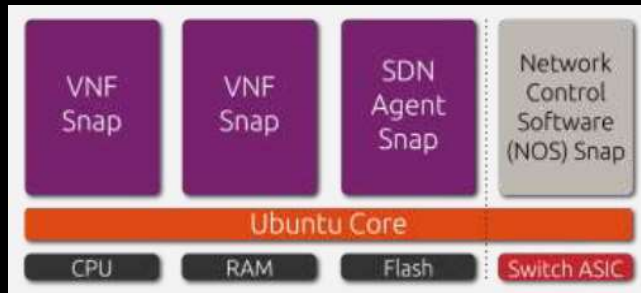 VNF
Snap
VNF
Snap
SDN
Agent
Snap
Network
Control
Software
(NOS) Snap
Ubuntu Core
CPU
RAM
Flash
Switch ASIC